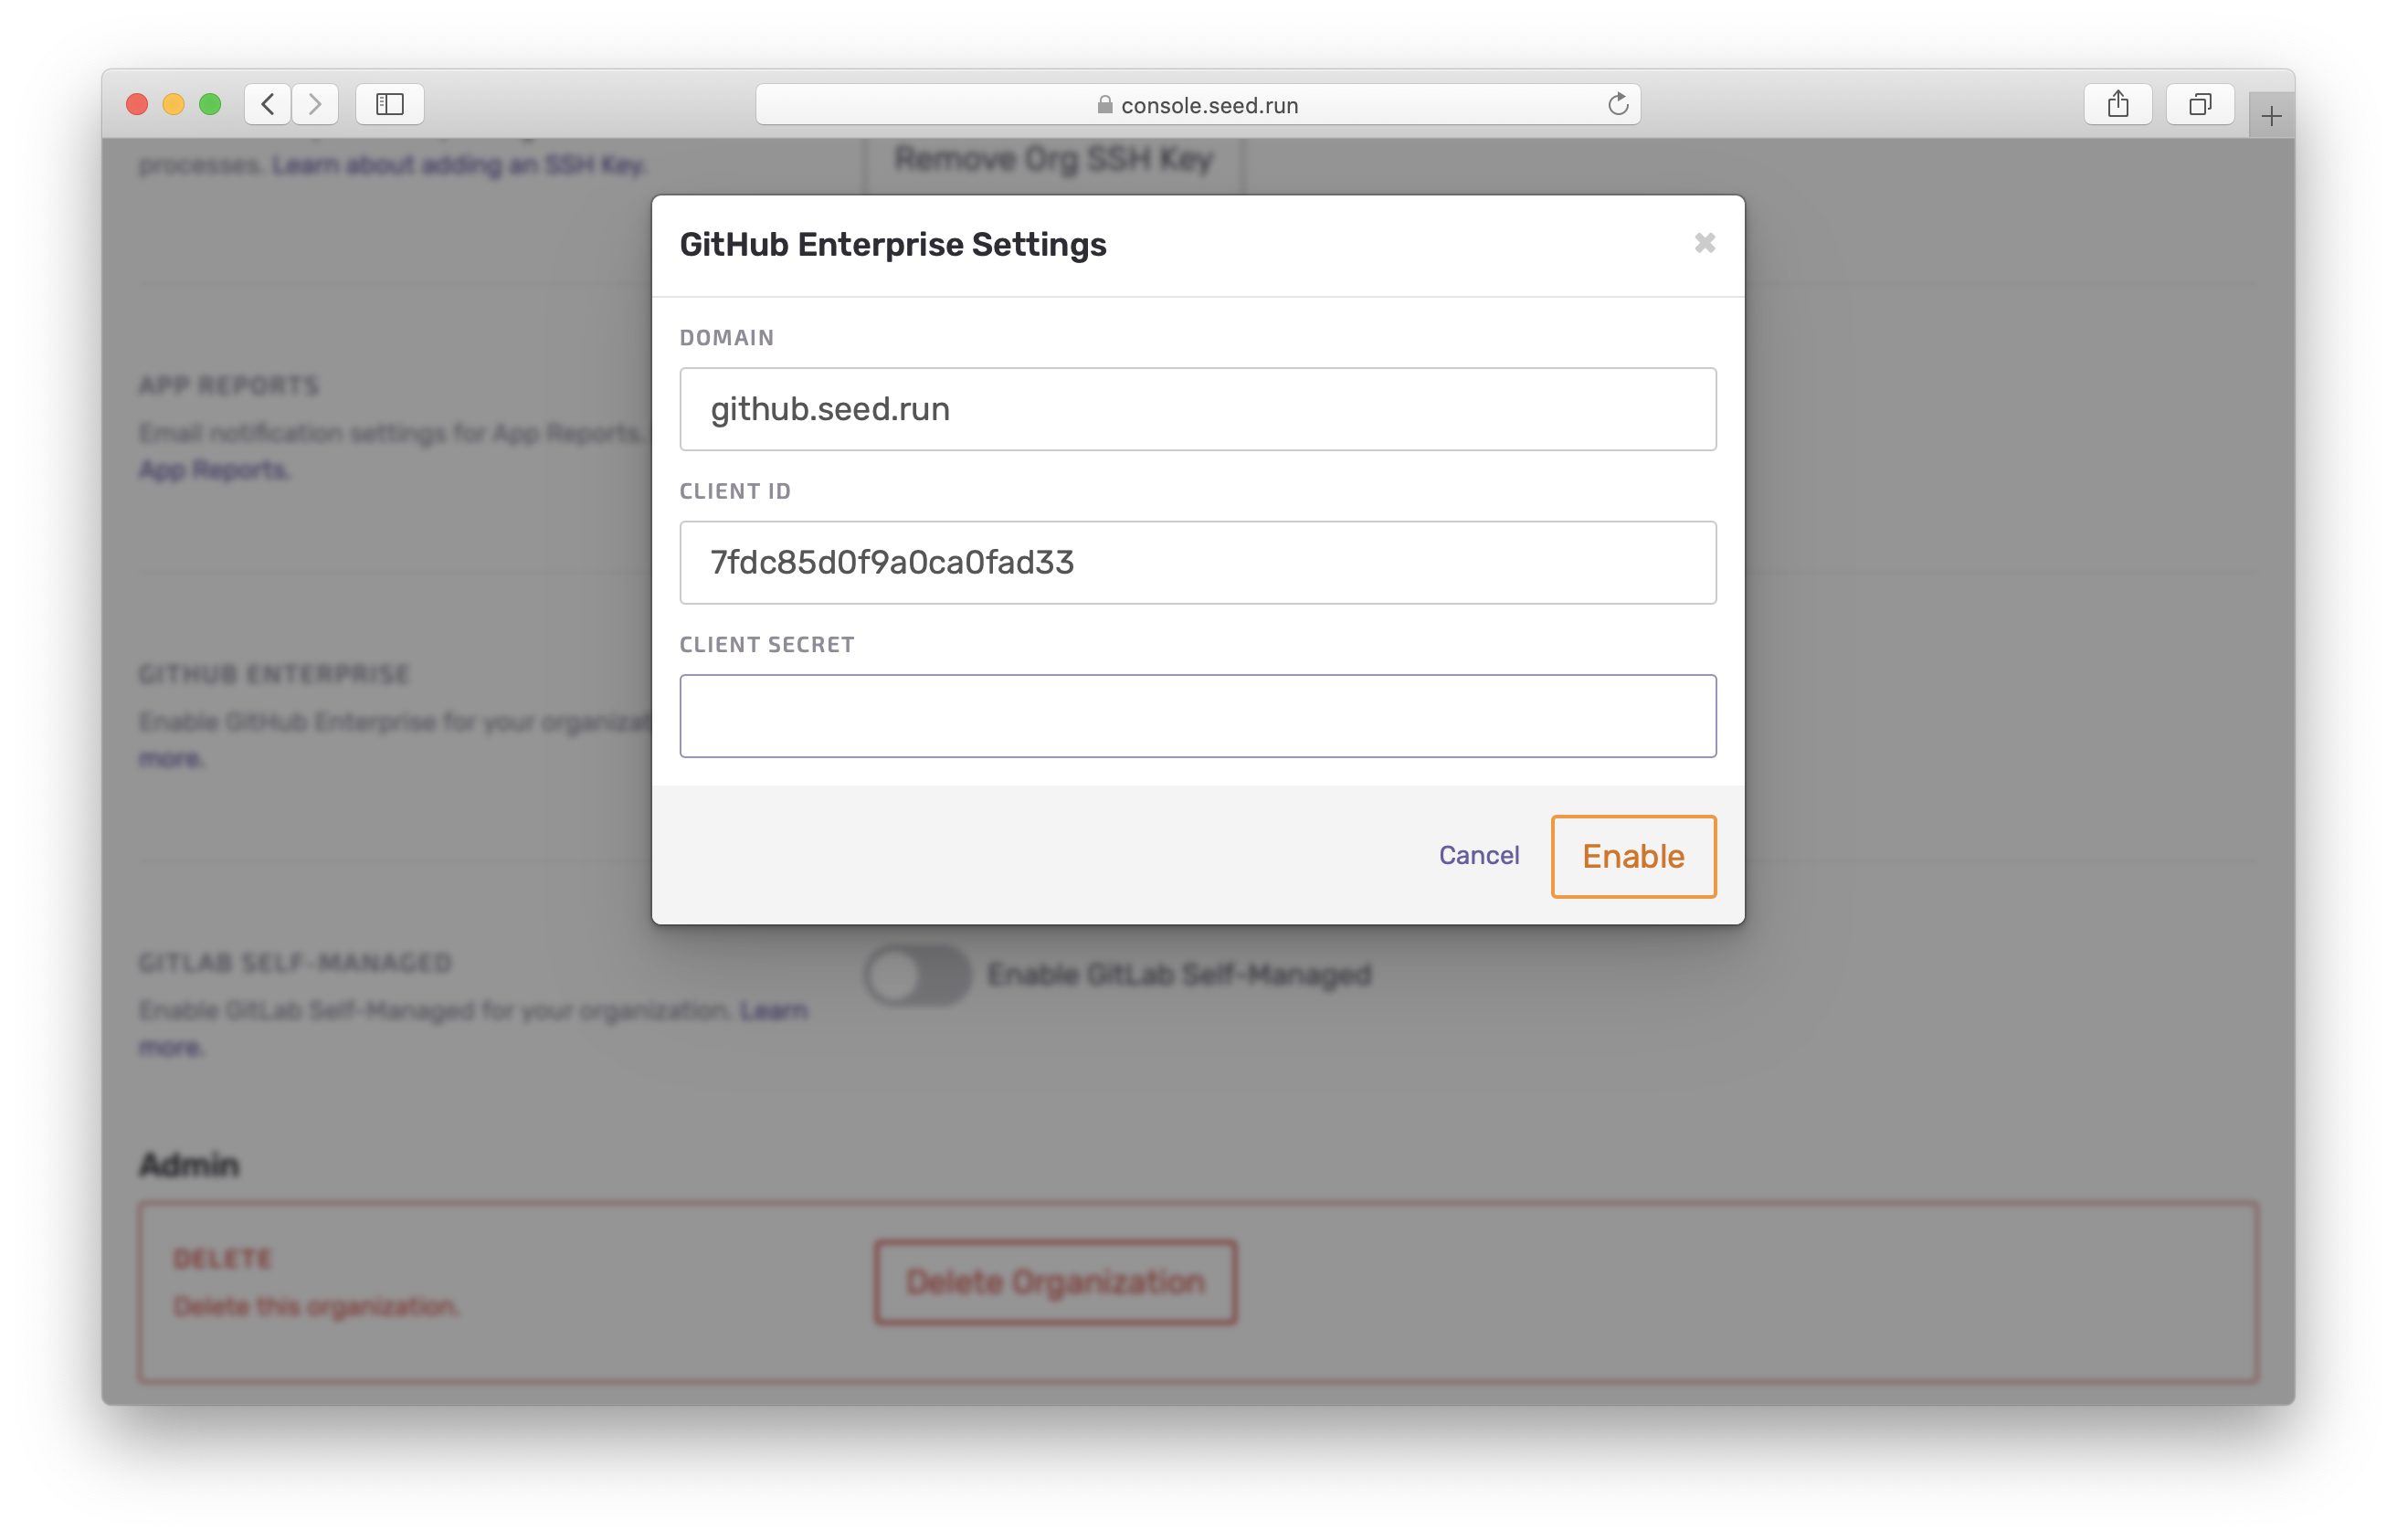 console.seed.run
processes. Learn about adding an SSH Key.
Remove Org SSH Key
GitHub Enterprise Settings
DOMAIN
github.seed.run
CLIENT ID
7fdc85d0f9a0ca0fad33
CLIENT SECRET
Cancel
Enable
APP REPORTS
Email notification settings for App Reports.
App Reports.
GITHUB ENTERPRISE
Enable GitHub Enterprise for your organizat
more.
GITLAB SELF-MANAGED
Enable GitLab Self-Managed for your organization. Learn
more.
Enable GitLab Self-Managed
Admin
DELETE
Delete this organization.
Delete Organization